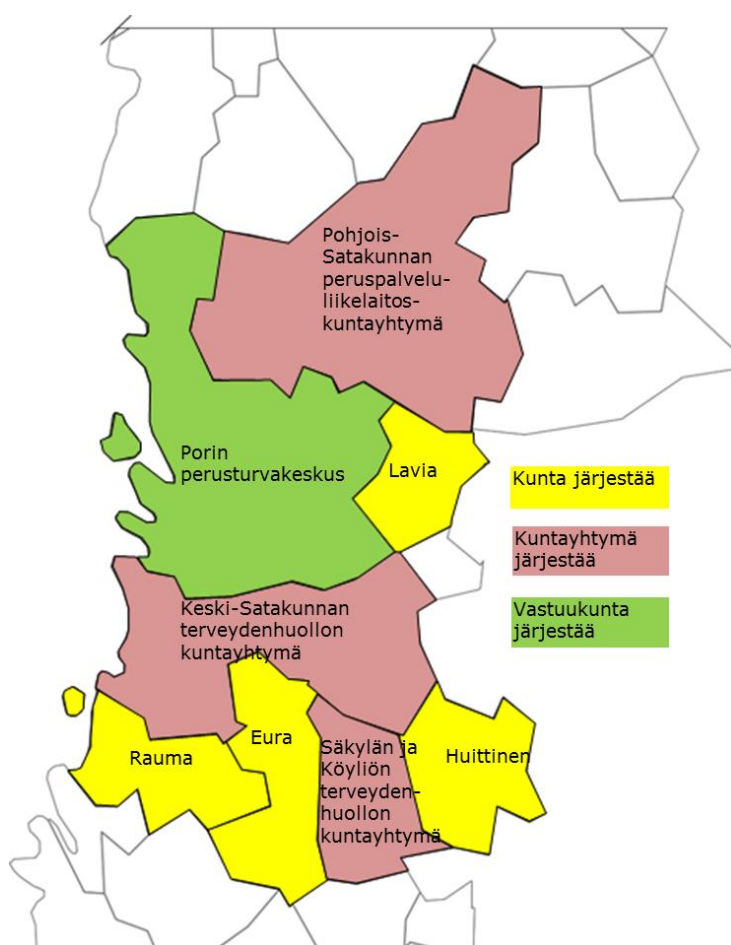 Pohjois-
Satakunnan
peruspalvelu-
liikelaitos-
kuntayhtymä
Porin
perusturvakeskus
Lavia
Kunta järjestää
Kuntayhtymä
järjestää
Vastuukunta
järjestää
Keski-Satakunnan
terveydenhuollon
kuntayhtymä
Rauma
Eura
Säkylän ja
Köyliön
terveyden-
huollon
kuntayhtymä
Huittinen